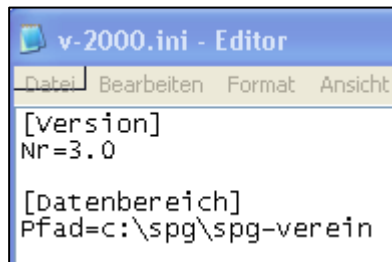 v-2000.ini - Editor
Datei Bearbeiten Format Ansicht
[Version]
Nr=3.0
[Datenbereich]
Pfad=c:\spg\spg-verein